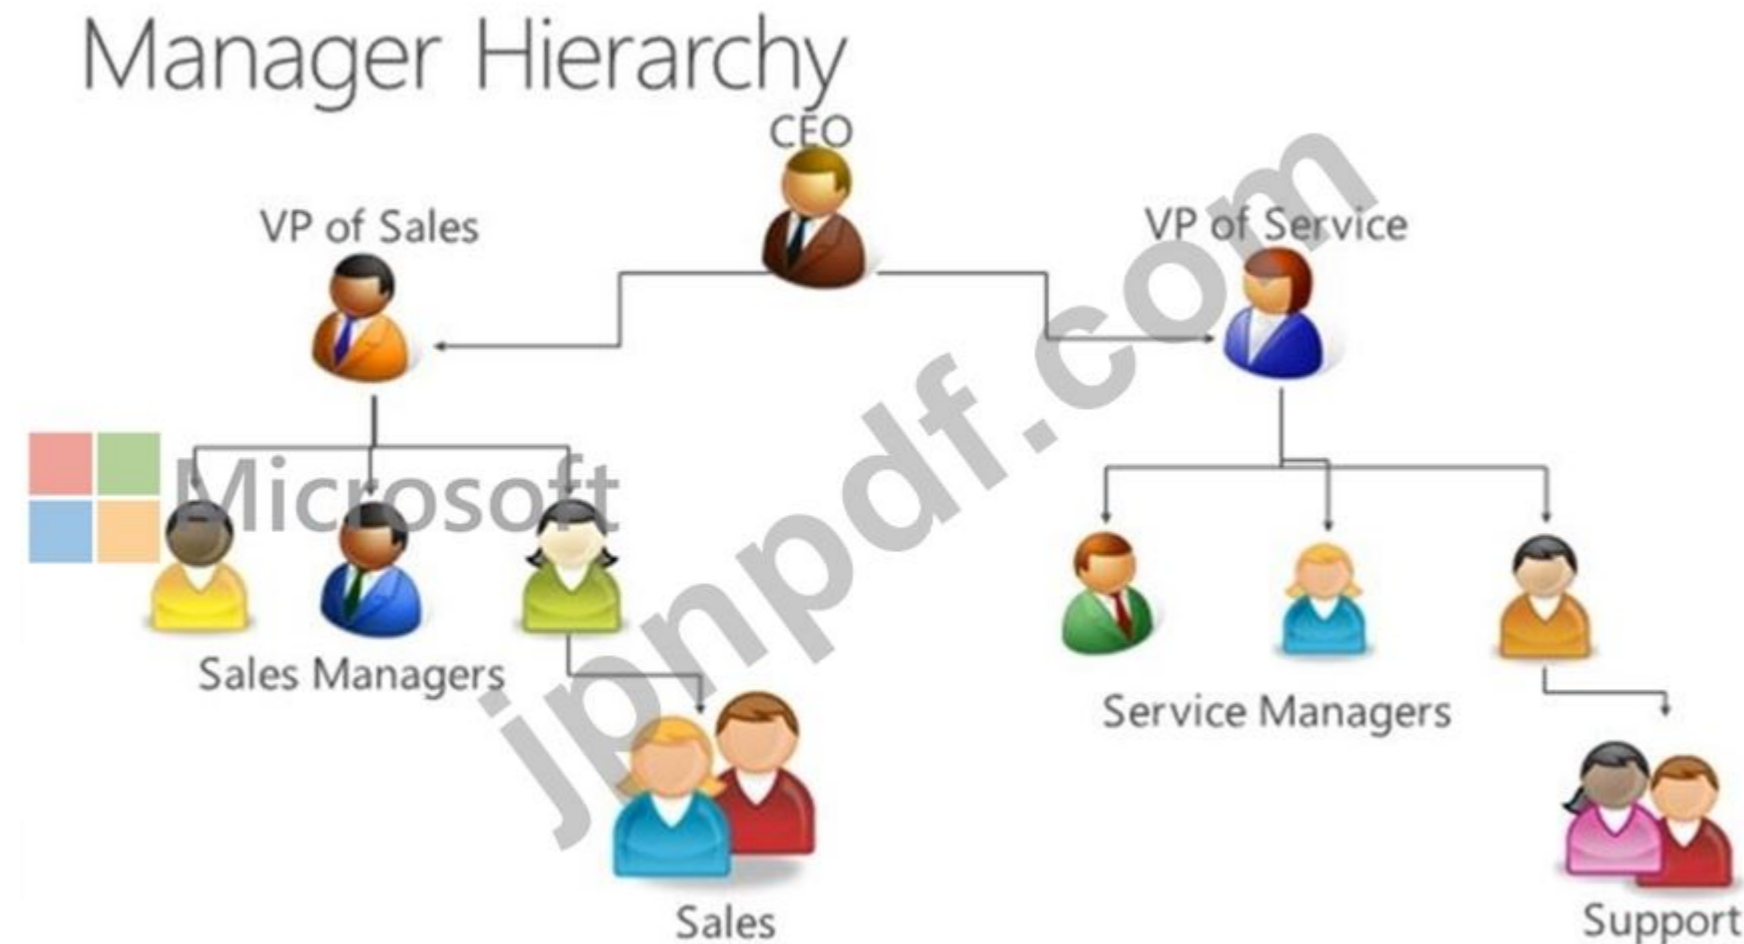 Manager Hierarchy
CEO
VP of Sales
VP of Service
Microsoft
Sales Managers
Service Managers
Sales
Support
jpnpdf.com